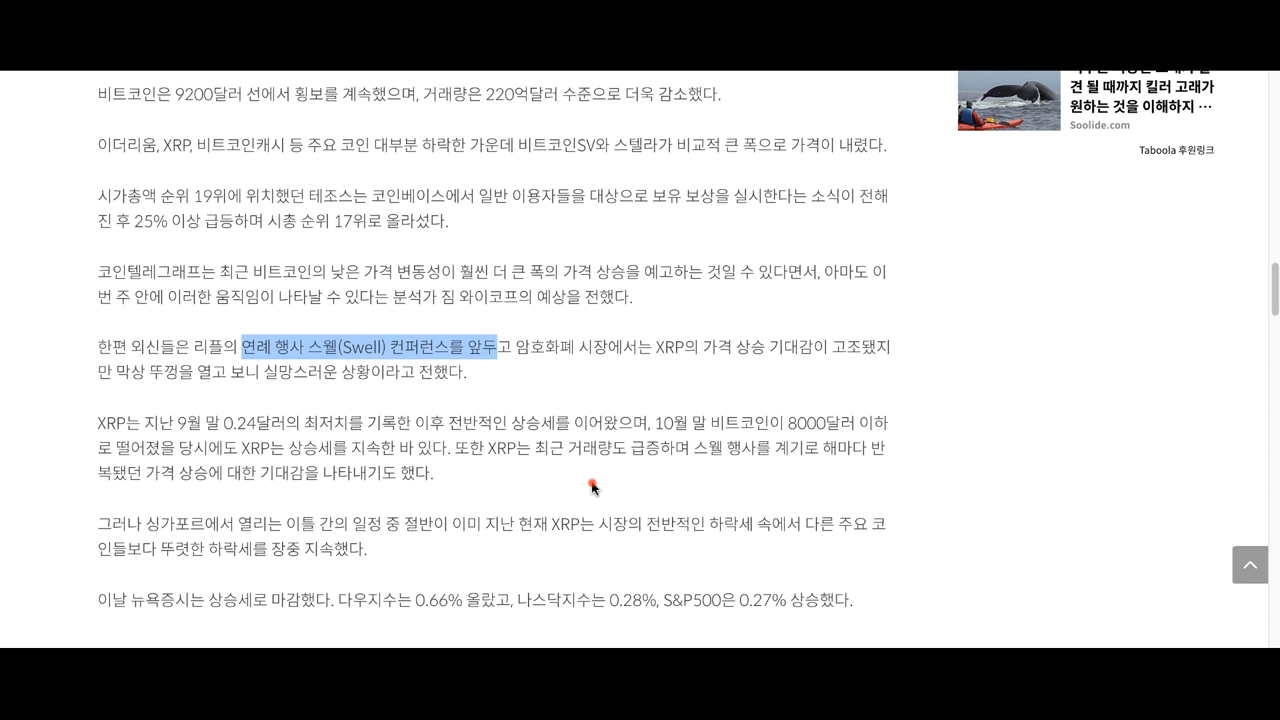 비트코인은 9200달러 선에서 횡보를 계속했으며, 거래량은 220억달러 수준으로 더욱 감소했다.
이더리움, XRP, 비트코인캐시 등 주요 코인 대부분 하락한 가운데 비트코인SV와 스텔라가 비교적 큰 폭으로 가격이 내렸다.
시가총액 순위 19위에 위치했던 테조스는 코인베이스에서 일반 이용자들을 대상으로 보유 보상을 실시한다는 소식이 전해
진 후 25% 이상 급등하며 시총 순위 17위로 올라섰다.
코인텔레그래프는 최근 비트코인의 낮은 가격 변동성이 훨씬 더 큰 폭의 가격 상승을 예고하는 것일 수 있다면서, 아마도 이
번 주 안에 이러한 움직임이 나타날 수 있다는 분석가 짐 와이코프의 예상을 전했다.
한편 외신들은 리플의 연례 행사 스웰(Swell) 컨퍼런스를 앞두고 암호화폐 시장에서는 XRP의 가격 상승 기대감이 고조됐지
만 막상 뚜껑을 열고 보니 실망스러운 상황이라고 전했다.
XRP는 지난 9월 말 0.24달러의 최저치를 기록한 이후 전반적인 상승세를 이어왔으며, 10월 말 비트코인이 8000달러 이하
로 떨어졌을 당시에도 XRP는 상승세를 지속한 바 있다. 또한 XRP는 최근 거래량도 급증하며 스웰 행사를 계기로 해마다 반
복됐던 가격 상승에 대한 기대감을 나타내기도 했다.
그러나 싱가포르에서 열리는 이틀 간의 일정 중 절반이 이미 지난 현재 XRP는 시장의 전반적인 하락세 속에서 다른 주요 코
인들보다 뚜렷한 하락세를 장중 지속했다.
이날 뉴욕증시는 상승세로 마감했다. 다우지수는 0.66% 올랐고, 나스닥지수는 0.28%, S&P500은 0.27% 상승했다.
견 될 때까지 킬러 고래가
원하는 것을 이해하지 …
Soolide.com
Taboola 후원링크